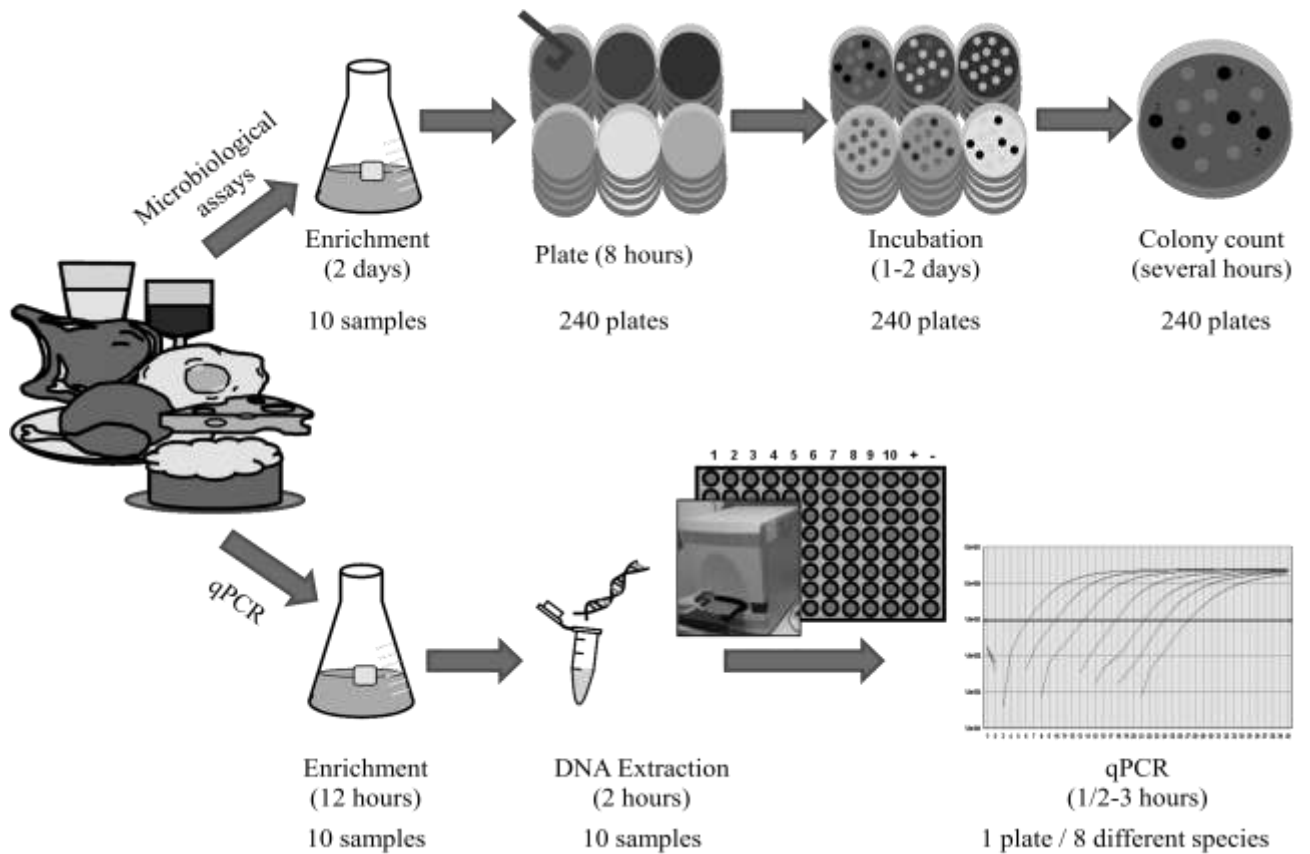 Microbiological
assays
Enrichment
(2 days)
10 samples
Plate (8 hours)
240 plates
Incubation
(1-2 days)
240 plates
Colony count
(several hours)
240 plates
qPCR
Enrichment
(12 hours)
10 samples
DNA Extraction
(2 hours)
10 samples
1 2 3 4 5 6 7 8 9 10 + -
qPCR
(1/2-3 hours)
1 plate / 8 different species